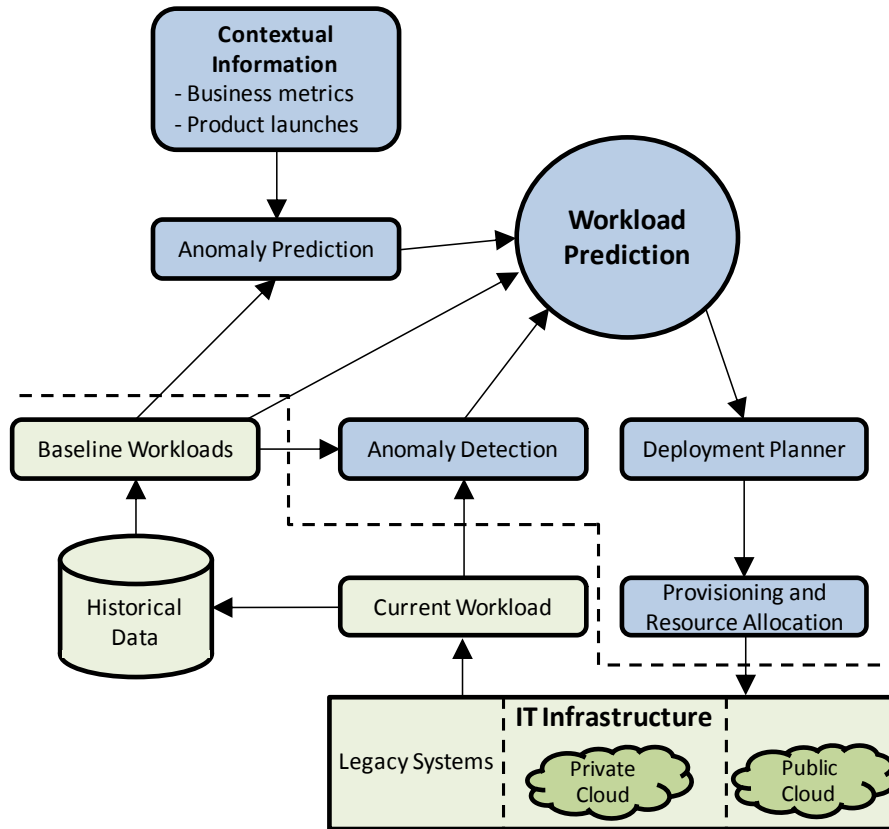 Contextual
Information
- Business metrics
- Product launches
Anomaly Prediction
Workload
Prediction
Baseline Workloads
Anomaly Detection
Deployment Planner
Historical
Data
Current Workload
Provisioning and
Resource Allocation
IT Infrastructure
Legacy Systems
Private
Cloud
Public
Cloud